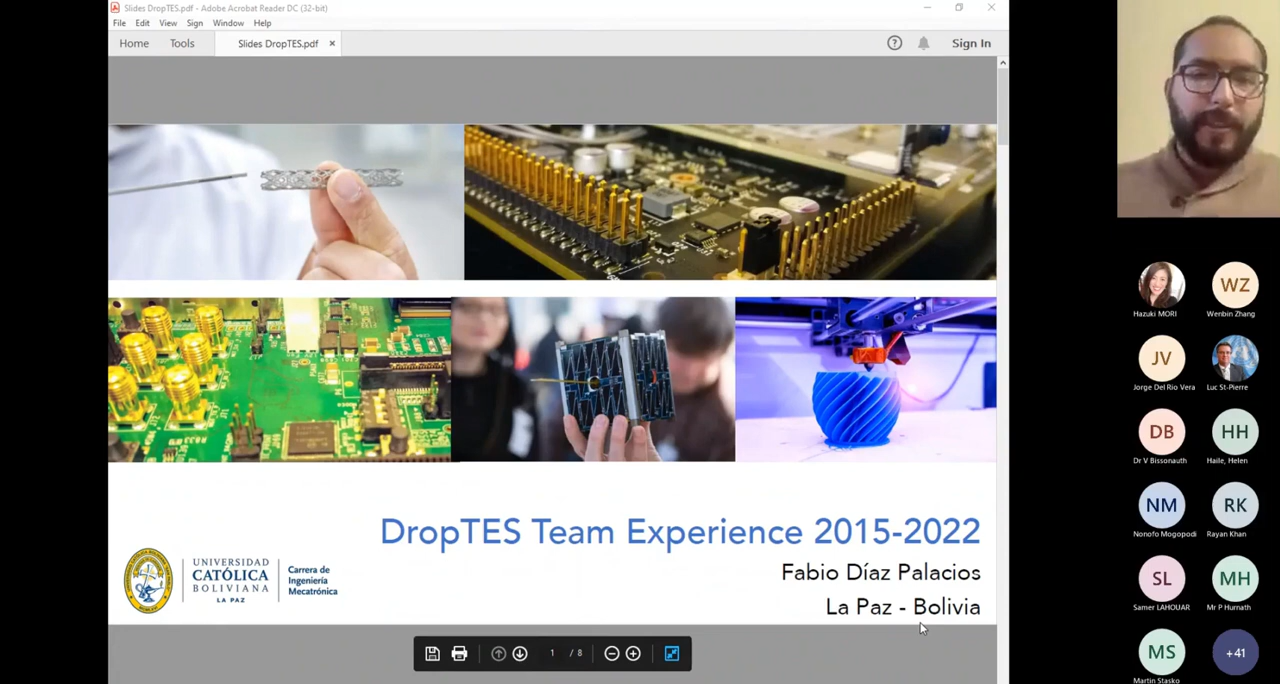 Slides DropTES.pdf - Adobe Acrobat Reader DC (32-bit)
File Edit View Sign Window Help
Home Tools Slides DropTES.pdf × Sign In
DropTES Team Experience 2015-2022
Fabio Díaz Palacios
La Paz - Bolivia
UNIVERSIDAD
CATÓLICA
BOLIVIANA
LA PAZ
Carrera de
Ingeniería
Mecatrónica
1 / 8
Hazuki MORI
WZ
Wenbin Zhang
JV
Jorge Del Rio Vera
Luc St-Pierre
DB
Dr V Bissonauth
HH
Haile, Helen
NM
Nonofo Mogopodi
RK
Rayan Khan
SL
Samer LAHOUAR
MH
Mr P Hurnath
MS
Martin Stasko
+41